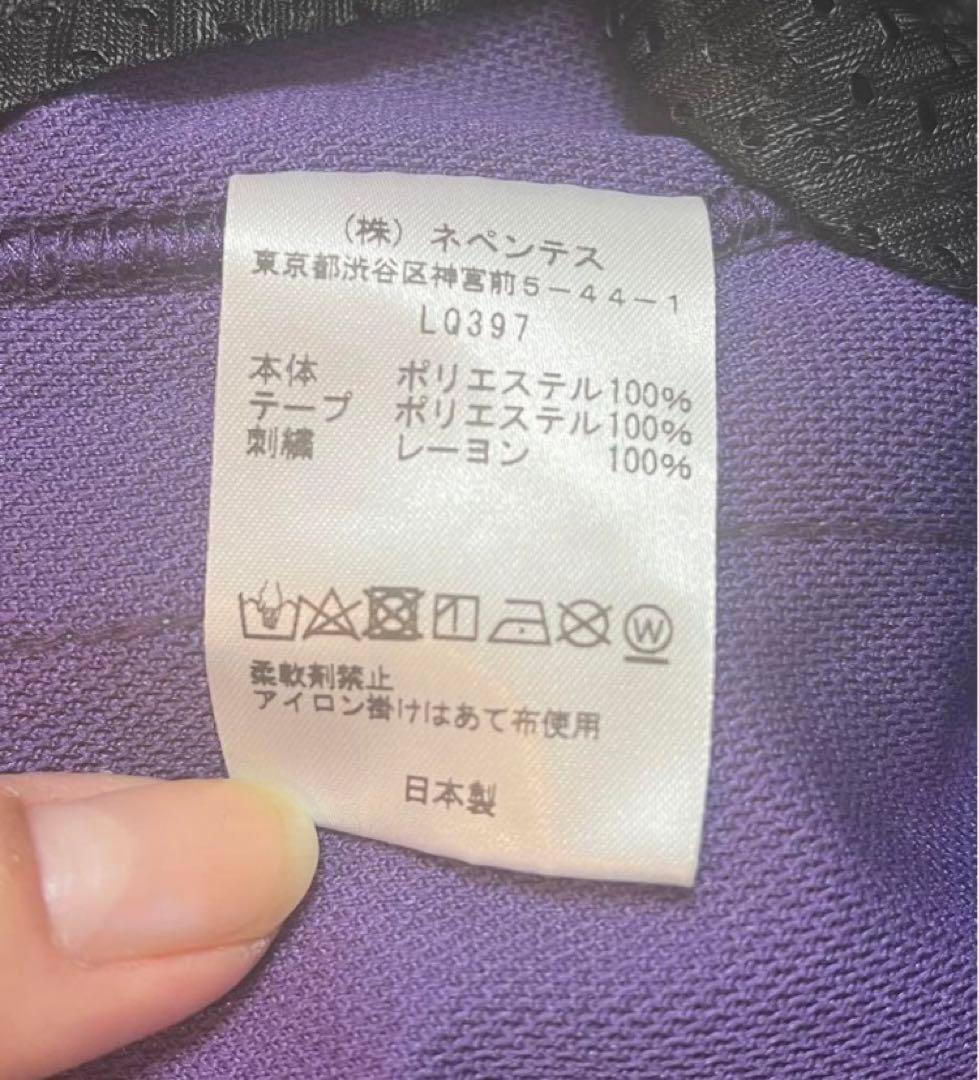 (株) ネペンテス
東京都渋谷区神宮前5-44-1
LQ397
本体 ポリエステル100%
テープ ポリエステル100%
刺繍 レーヨン 100%
W
柔軟剤禁止
アイロン掛けはあて布使用
日本製